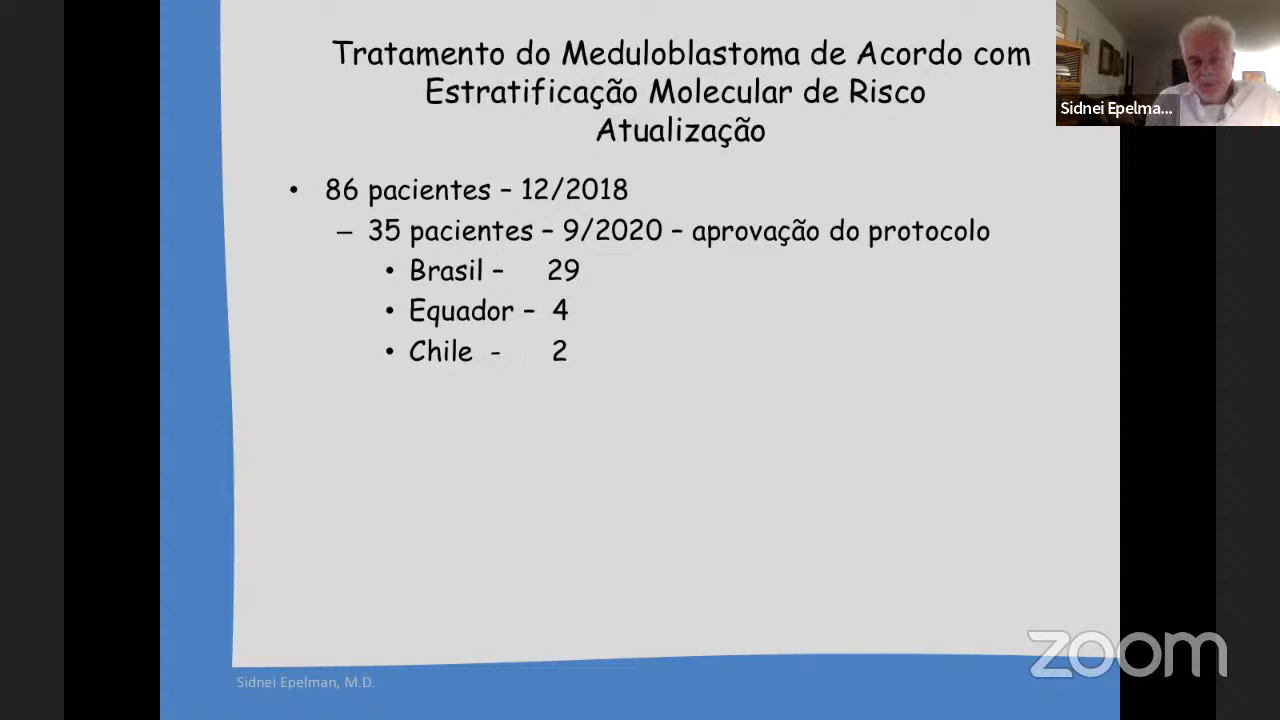 Tratamento do Meduloblastoma de Acordo com
Estratificação Molecular de Risco
Atualização
Sidnei Epelma...
• 86 pacientes – 12/2018
– 35 pacientes – 9/2020 – aprovação do protocolo
• Brasil – 29
• Equador – 4
• Chile - 2
zoom
Sidnei Epelman, M.D.